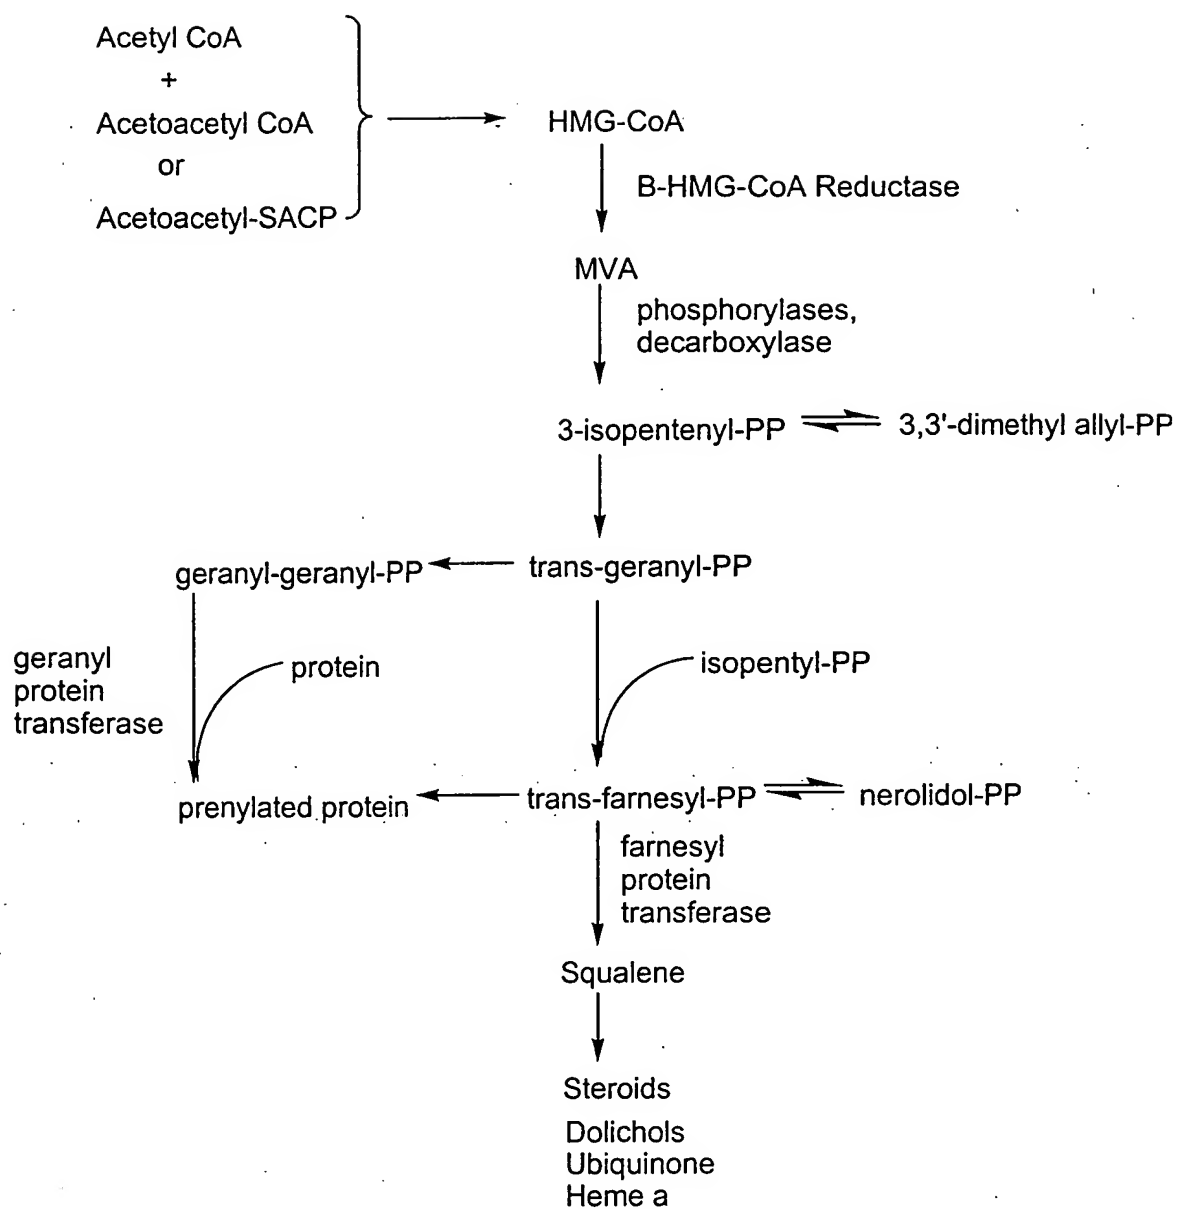 Acetyl CoA
+
Acetoacetyl CoA
or
Acetoacetyl-SACP
HMG-CoA
B-HMG-CoA Reductase
MVA
phosphorylases,
decarboxylase
3-isopentenyl-PP
3,3'-dimethyl allyl-PP
geranyl-geranyl-PP
trans-geranyl-PP
geranyl
protein
transferase
protein
isopentyl-PP
prenylated protein
trans-farnesyl-PP
nerolidol-PP
farnesyl
protein
transferase
Squalene
Steroids
Dolichols
Ubiquinone
Heme a